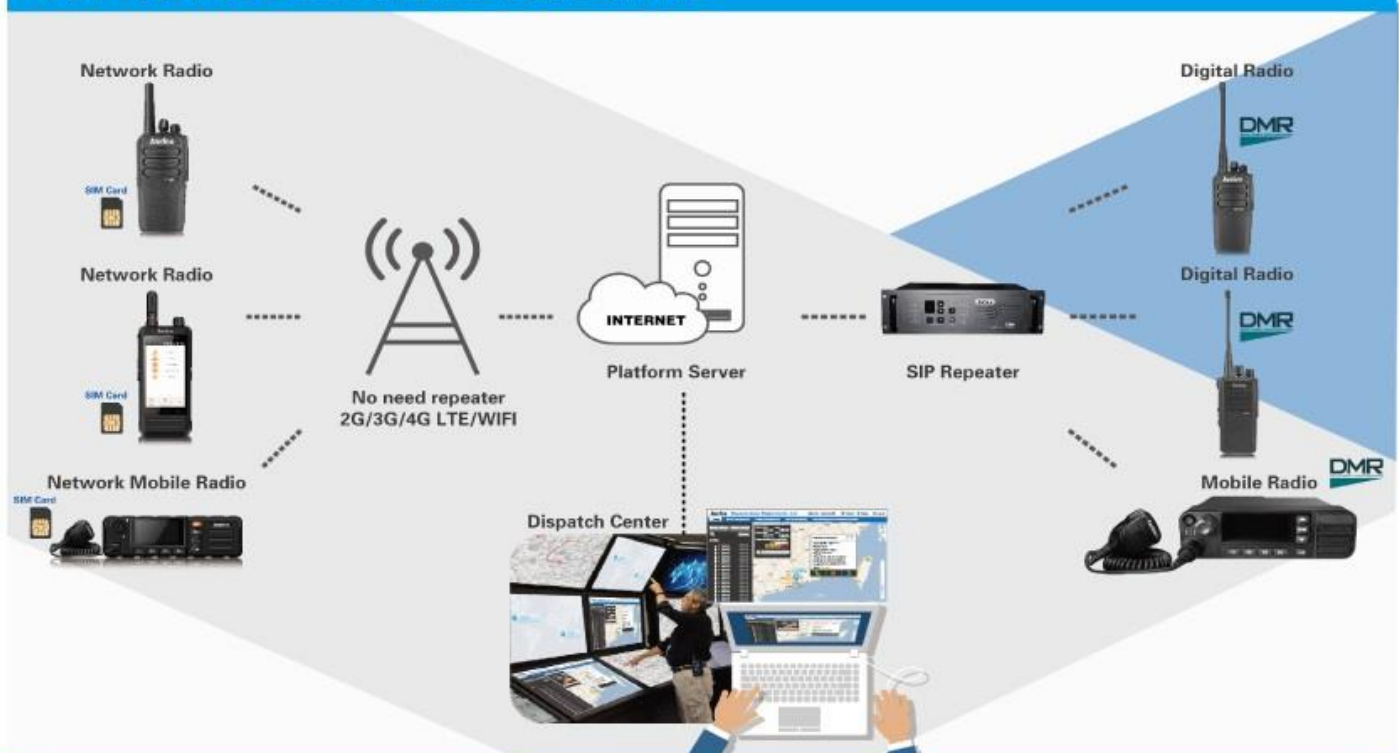 Network Radio
SIM Card
Network Radio
SIM Card
Network Mobile Radio
SIM Card
No need repeater
2G/3G/4G LTE/WIFI
INTERNET
Platform Server
Dispatch Center
SIP Repeater
Digital Radio
DMR
Digital Radio
DMR
Mobile Radio
DMR